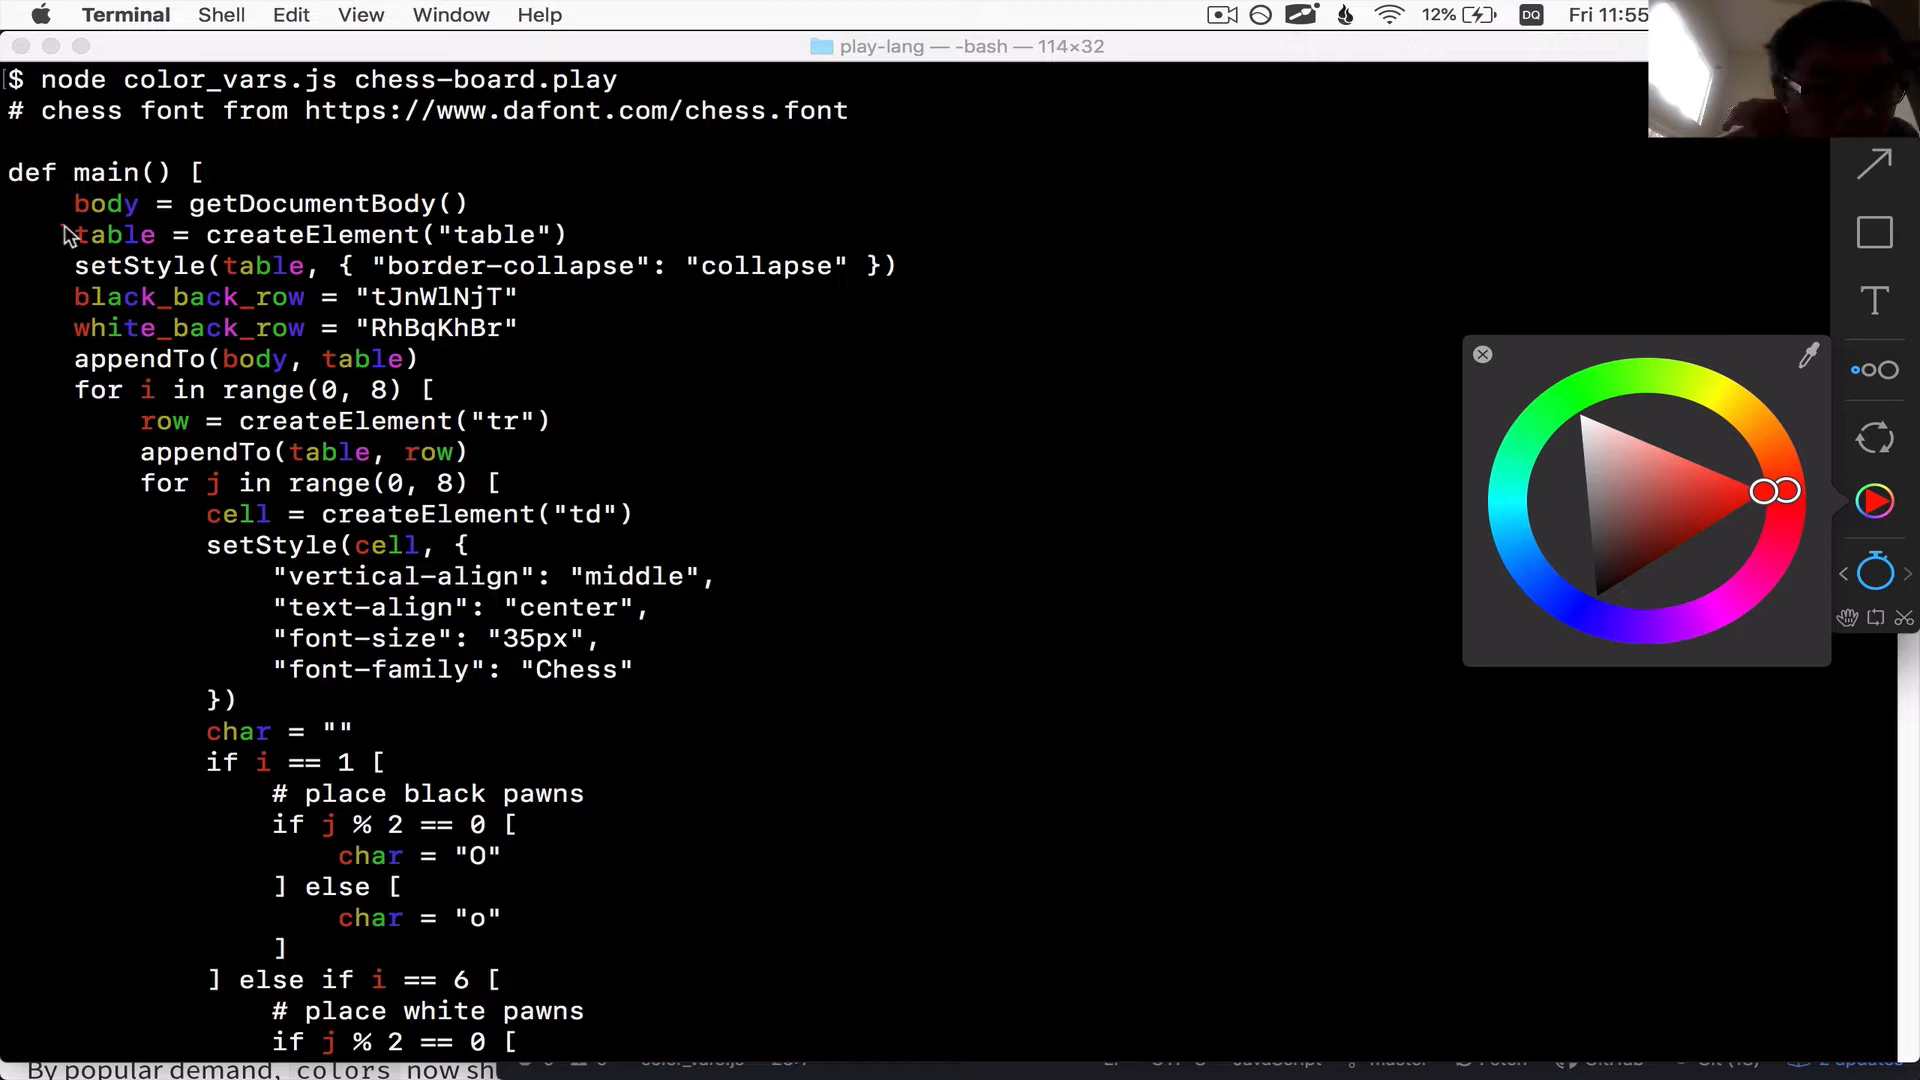 Terminal Shell Edit View Window Help 12% DQ Fri 11:55
play-lang — -bash — 114×32
$ node color_vars.js chess-board.play
# chess font from https://www.dafont.com/chess.font
def main() [
body = getDocumentBody()
table = createElement("table")
setStyle(table, { "border-collapse": "collapse" })
black_back_row = "tJnWlNjT"
white_back_row = "RhBqKhBr"
appendTo(body, table)
for i in range(0, 8) [
row = createElement("tr")
appendTo(table, row)
for j in range(0, 8) [
cell = createElement("td")
setStyle(cell, {
"vertical-align": "middle",
"text-align": "center",
"font-size": "35px",
"font-family": "Chess"
})
char = ""
if i == 1 [
# place black pawns
if j % 2 == 0 [
char = "O"
] else [
char = "o"
]
] else if i == 6 [
# place white pawns
if j % 2 == 0 [
T
By popular demand, colors now sh